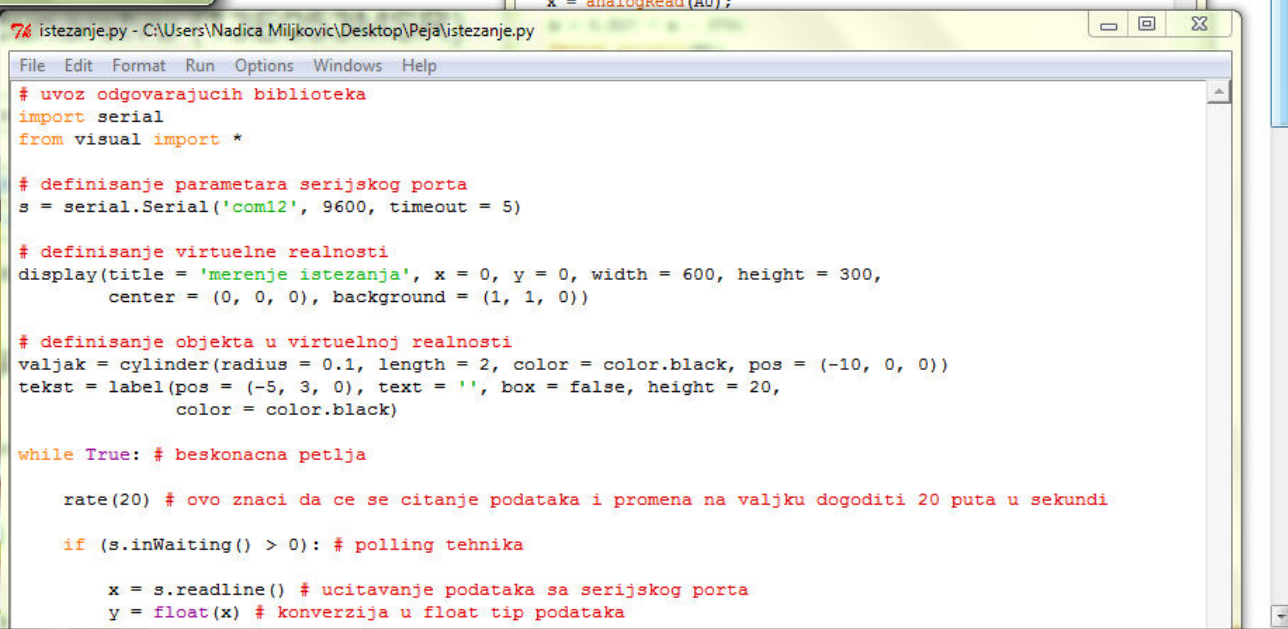 x = analogRead(A0);
istezanje.py - C:\Users\Nadica Miljkovic\Desktop\Peja\istezanje.py
File Edit Format Run Options Windows Help
# uvoz odgovarajucih biblioteka
import serial
from visual import *
# definisanje parametara serijskog porta
s = serial.Serial('com12', 9600, timeout = 5)
# definisanje virtuelne realnosti
display(title = 'merenje istezanja', x = 0, y = 0, width = 600, height = 300,
center = (0, 0, 0), background = (1, 1, 0))
# definisanje objekta u virtuelnoj realnosti
valjak = cylinder(radius = 0.1, length = 2, color = color.black, pos = (-10, 0, 0))
tekst = label(pos = (-5, 3, 0), text = '', box = false, height = 20,
color = color.black)
while True: # beskonacna petlja
rate(20) # ovo znaci da ce se citanje podataka i promena na valjku dogoditi 20 puta u sekundi
if (s.inWaiting() > 0): # polling tehnika
x = s.readline() # ucitavanje podataka sa serijskog porta
y = float(x) # konverzija u float tip podataka